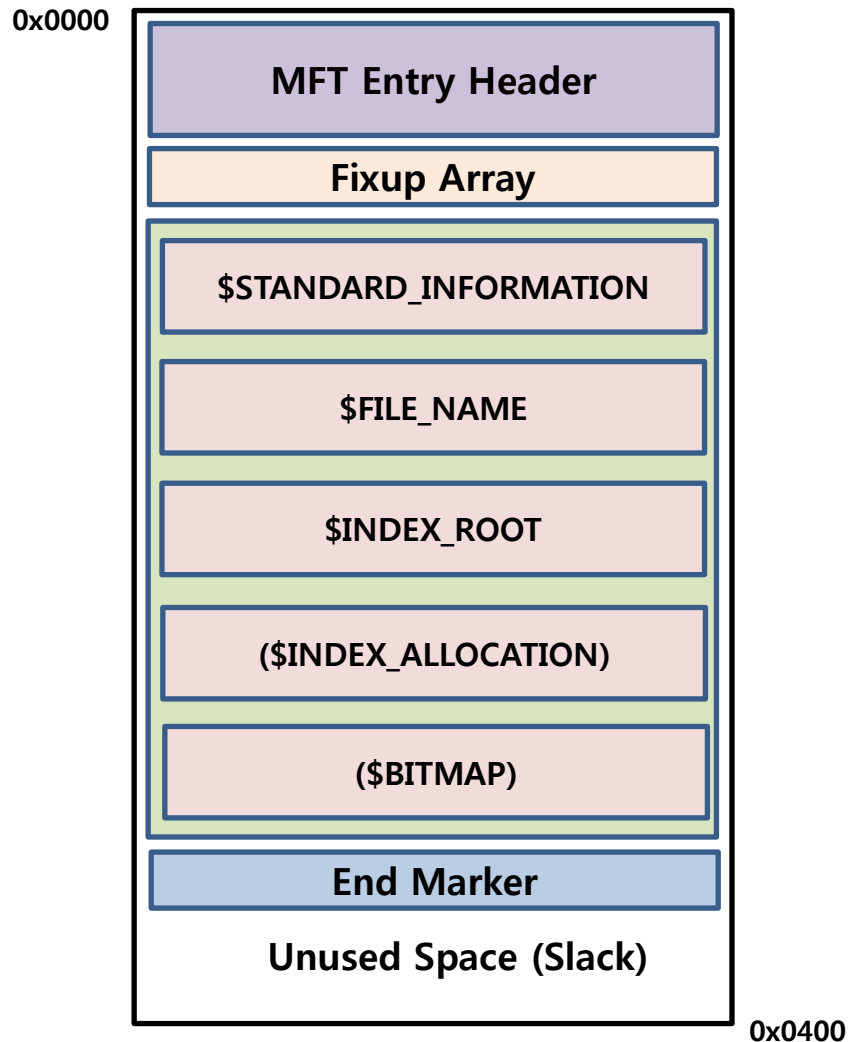 0x0000
MFT Entry Header
Fixup Array
$STANDARD_INFORMATION
$FILE_NAME
$INDEX_ROOT
($INDEX_ALLOCATION)
($BITMAP)
End Marker
Unused Space (Slack)
0x0400